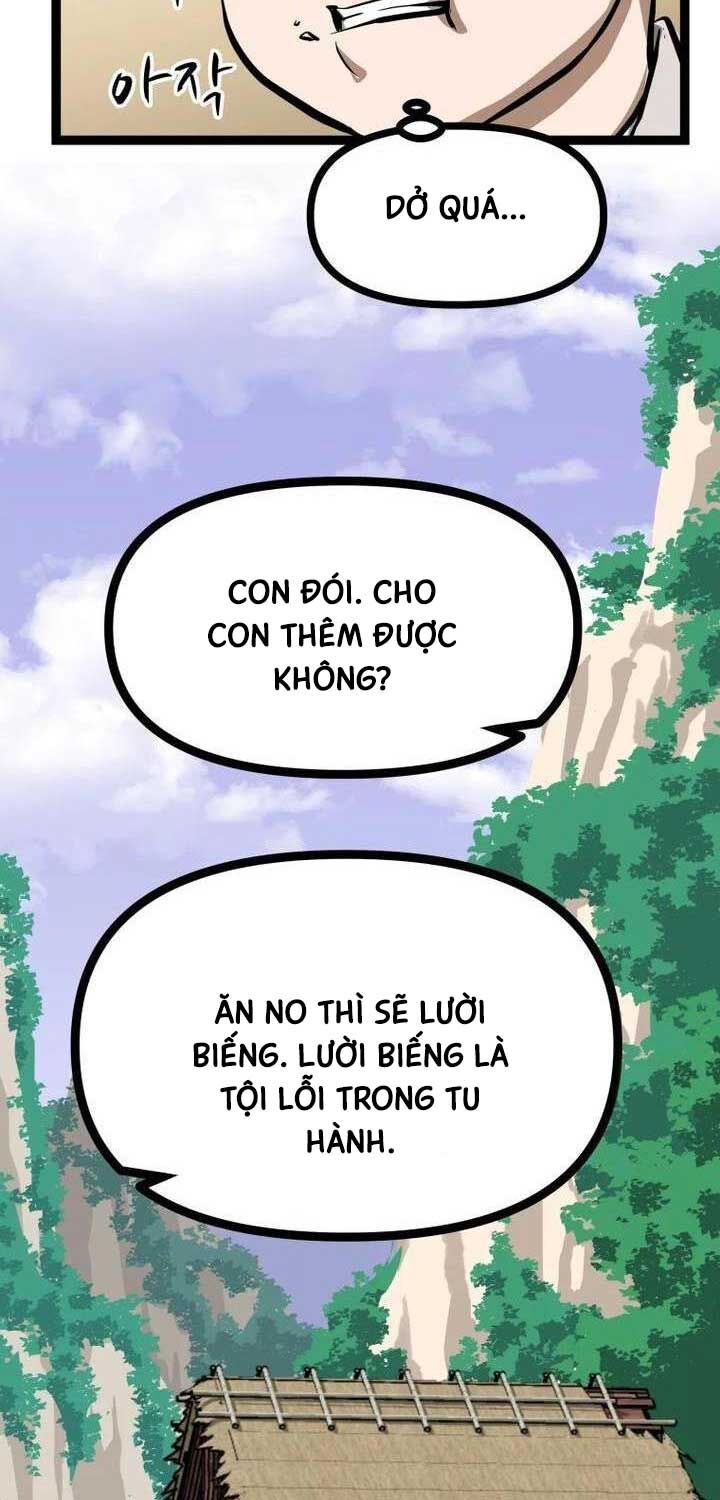 아작
DỞ QUÁ...
CON ĐÓI. CHO
CON THÊM ĐƯỢC
KHÔNG?
ĂN NO THÌ SẼ LƯỜI
BIẾNG. LƯỜI BIẾNG LÀ
TỘI LỖI TRONG TU
HÀNH.